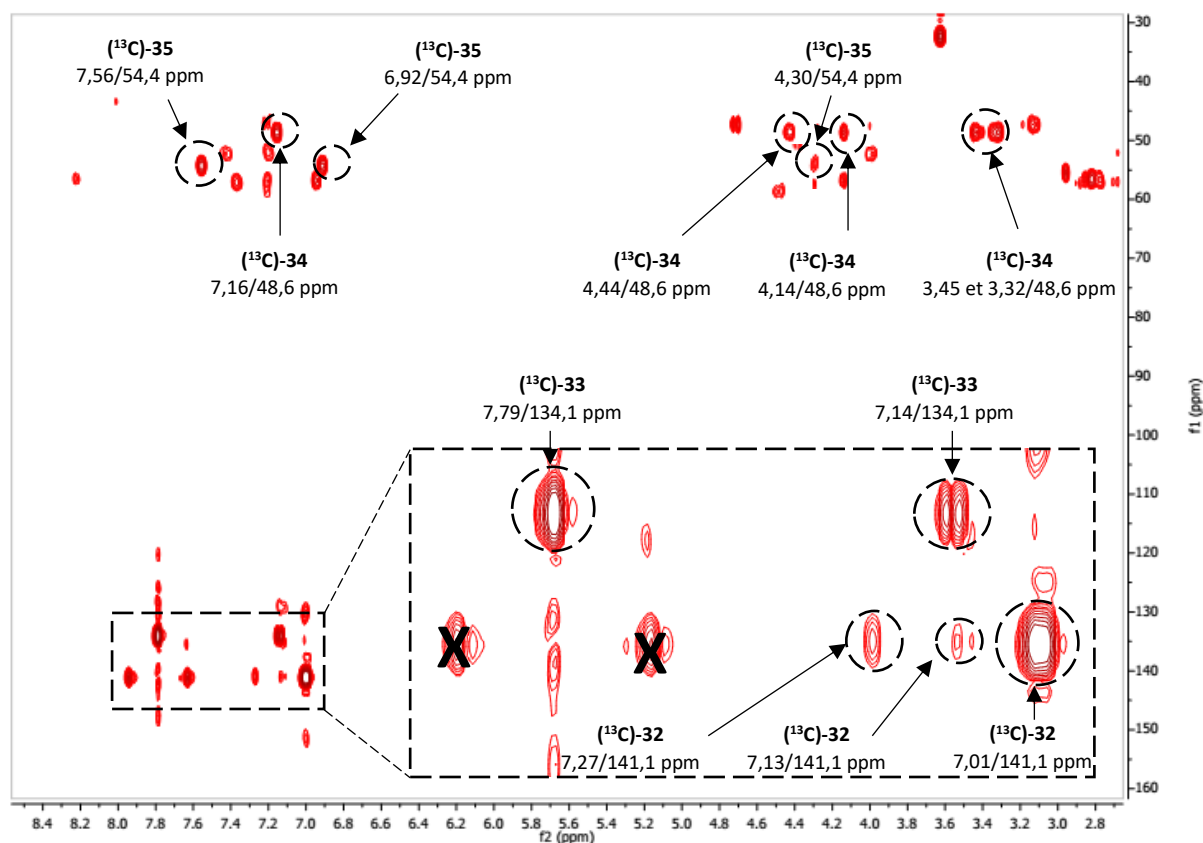 (¹³C)-35
7,56/54,4 ppm
(¹³C)-35
6,92/54,4 ppm
(¹³C)-35
4,30/54,4 ppm
(¹³C)-34
7,16/48,6 ppm
(¹³C)-34
4,44/48,6 ppm
(¹³C)-34
4,14/48,6 ppm
(¹³C)-34
3,45 et 3,32/48,6 ppm
(¹³C)-33
7,79/134,1 ppm
(¹³C)-33
7,14/134,1 ppm
X
X
(¹³C)-32
7,27/141,1 ppm
(¹³C)-32
7,13/141,1 ppm
(¹³C)-32
7,01/141,1 ppm
30
40
50
60
70
80
90
100
110
120
130
140
150
160
f1 (ppm)
8.4 8.2 8.0 7.8 7.6 7.4 7.2 7.0 6.8 6.6 6.4 6.2 6.0 5.8 5.6 5.4 5.2 5.0 4.8 4.6 4.4 4.2 4.0 3.8 3.6 3.4 3.2 3.0 2.8
f2 (ppm)